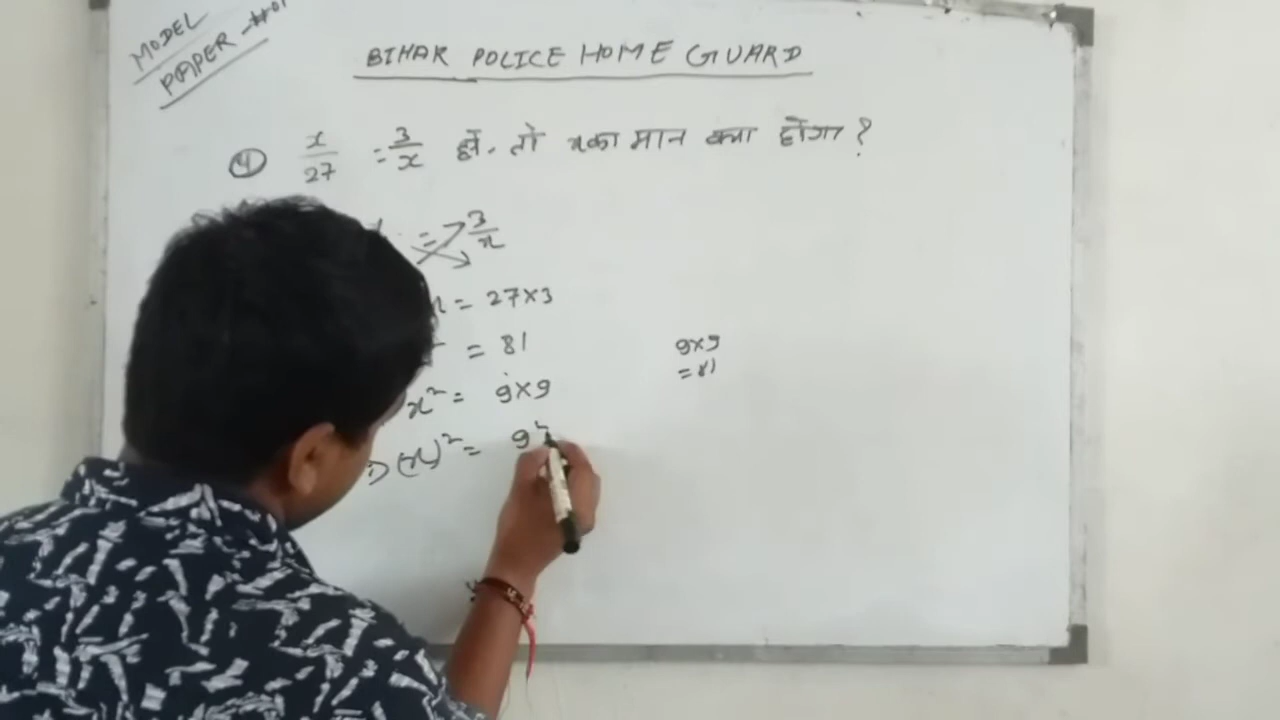 MODEL
PAPER
BIHAR POLICE HOME GUARD
4 x/27 = 3/x हो. तो x का मान क्या होगा?
= 3/x
x = 27×3
= 81
9×9
= 81
x² = 9×9
⇒ (x)² = 9